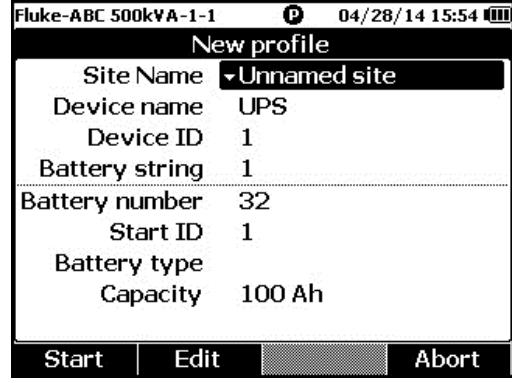 Fluke-ABC 500kVA-1-1 P 04/28/14 15:54
New profile
Site Name Unnamed site
Device name UPS
Device ID 1
Battery string 1
Battery number 32
Start ID 1
Battery type
Capacity 100 Ah
Start Edit Abort